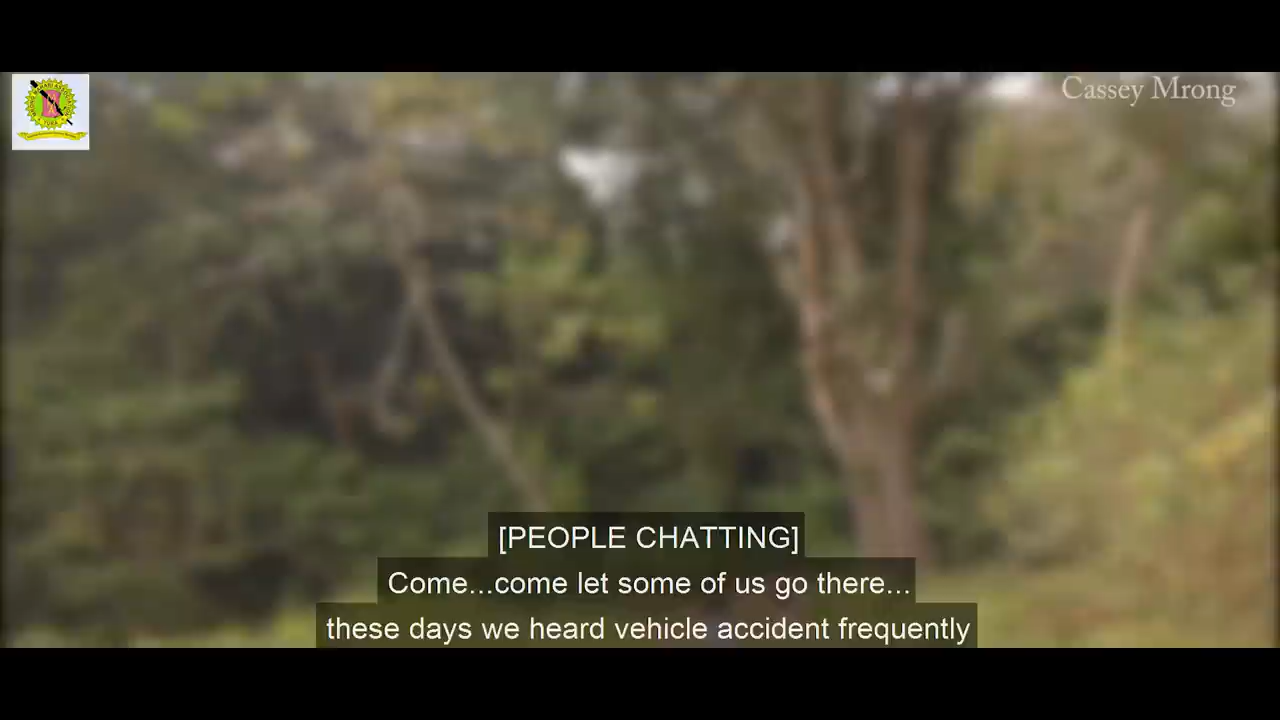 Cassey Mrong
[PEOPLE CHATTING]
Come...come let some of us go there...
these days we heard vehicle accident frequently